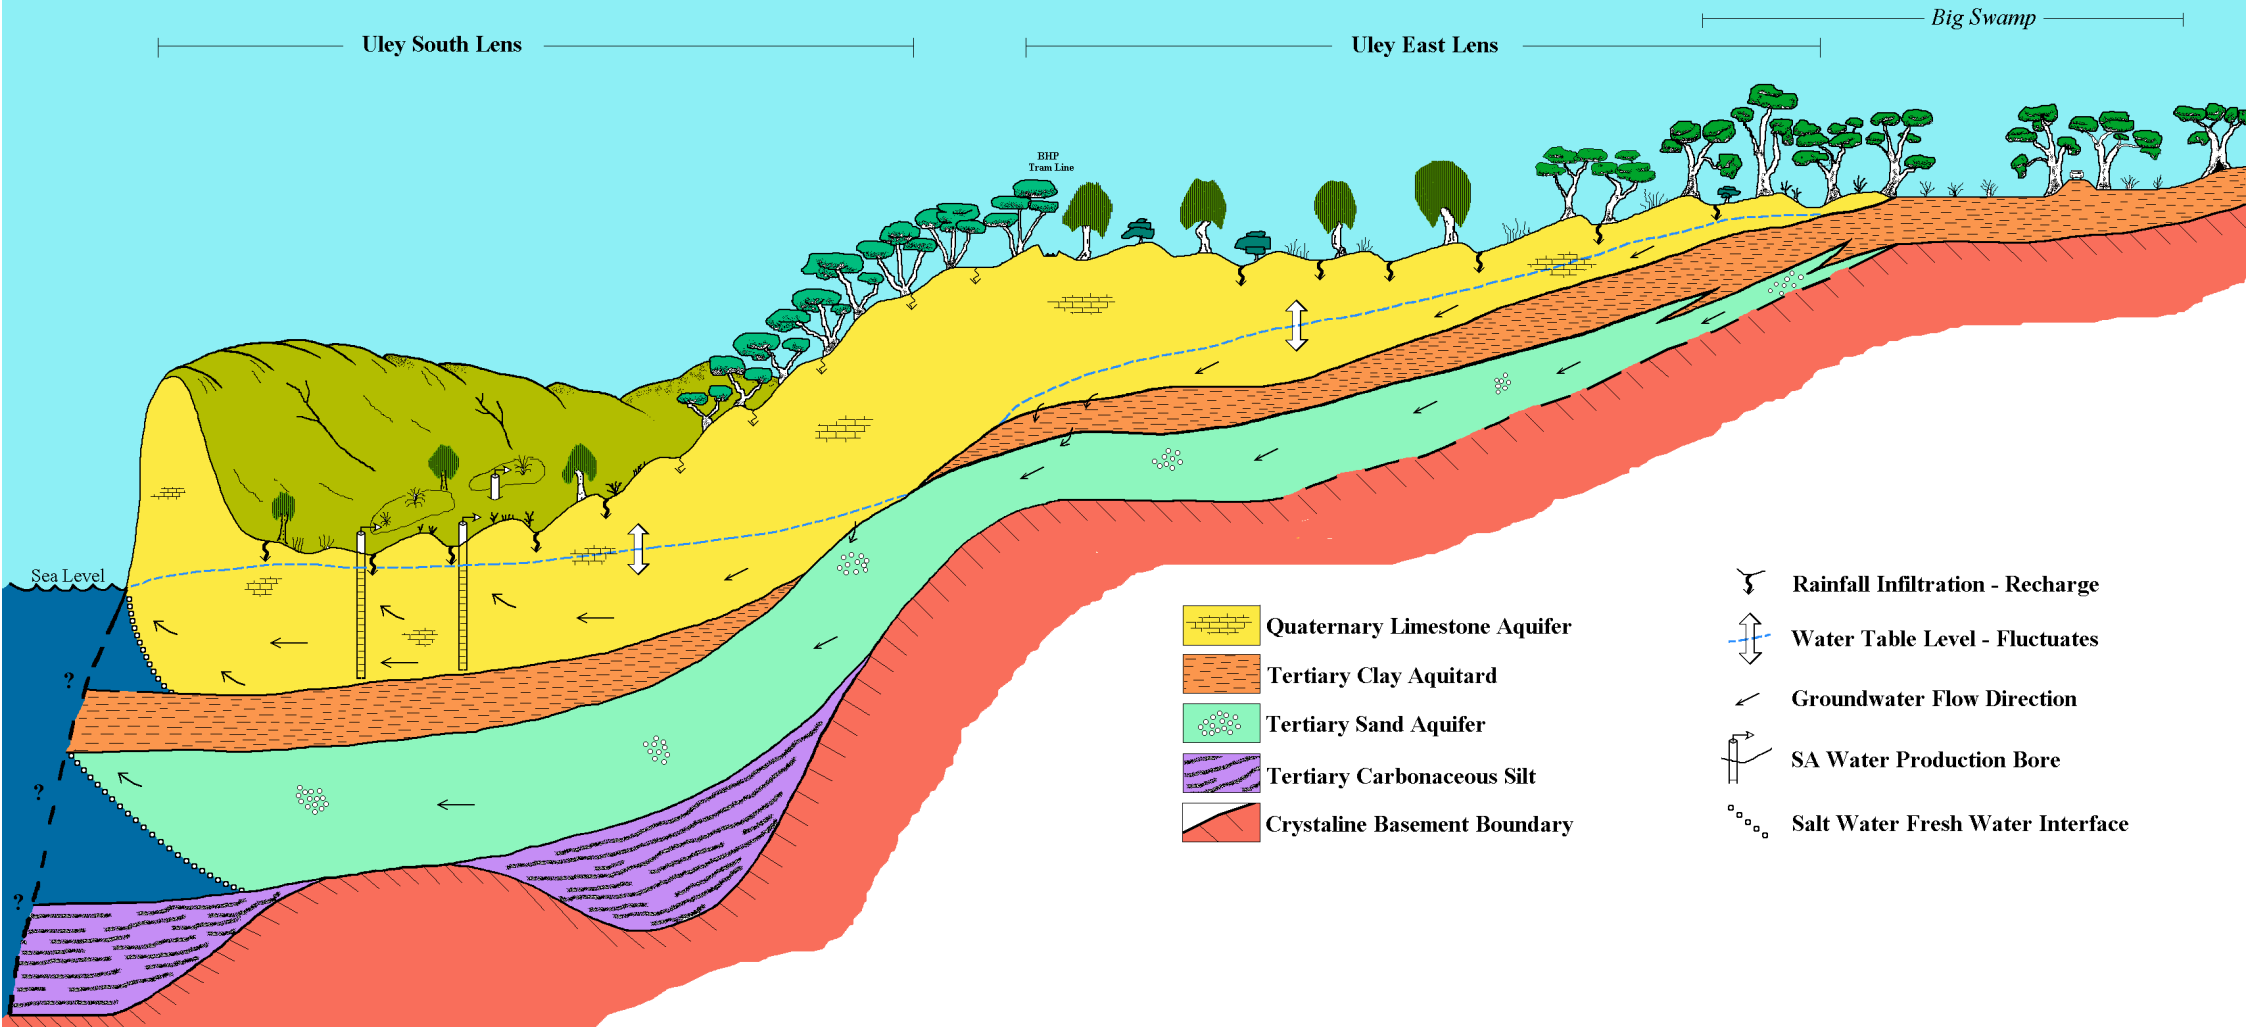 Big Swamp
Uley South Lens
Uley East Lens
BHP
Tram Line
Sea Level
?
?
?
Quaternary Limestone Aquifer
Tertiary Clay Aquitard
Tertiary Sand Aquifer
Tertiary Carbonaceous Silt
Crystaline Basement Boundary
Rainfall Infiltration - Recharge
Water Table Level - Fluctuates
Groundwater Flow Direction
SA Water Production Bore
Salt Water Fresh Water Interface